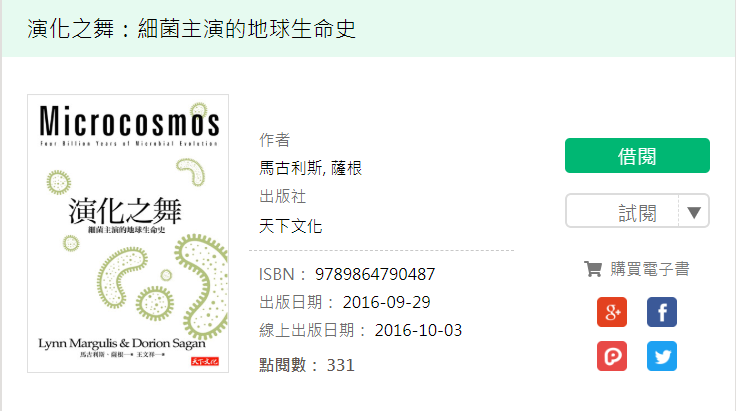 演化之舞：細菌主演的地球生命史
Microcosmos
Four Billion Years of Microbial Evolution
演化之舞
細菌主演的地球生命史
Lynn Margulis & Dorion Sagan
馬古利斯、薩根—著 王文祥—譯
天下文化
作者
馬古利斯, 薩根
出版社
天下文化
ISBN： 9789864790487
出版日期： 2016-09-29
線上出版日期： 2016-10-03
點閱數： 331
借閱
試閱
購買電子書
g+
f